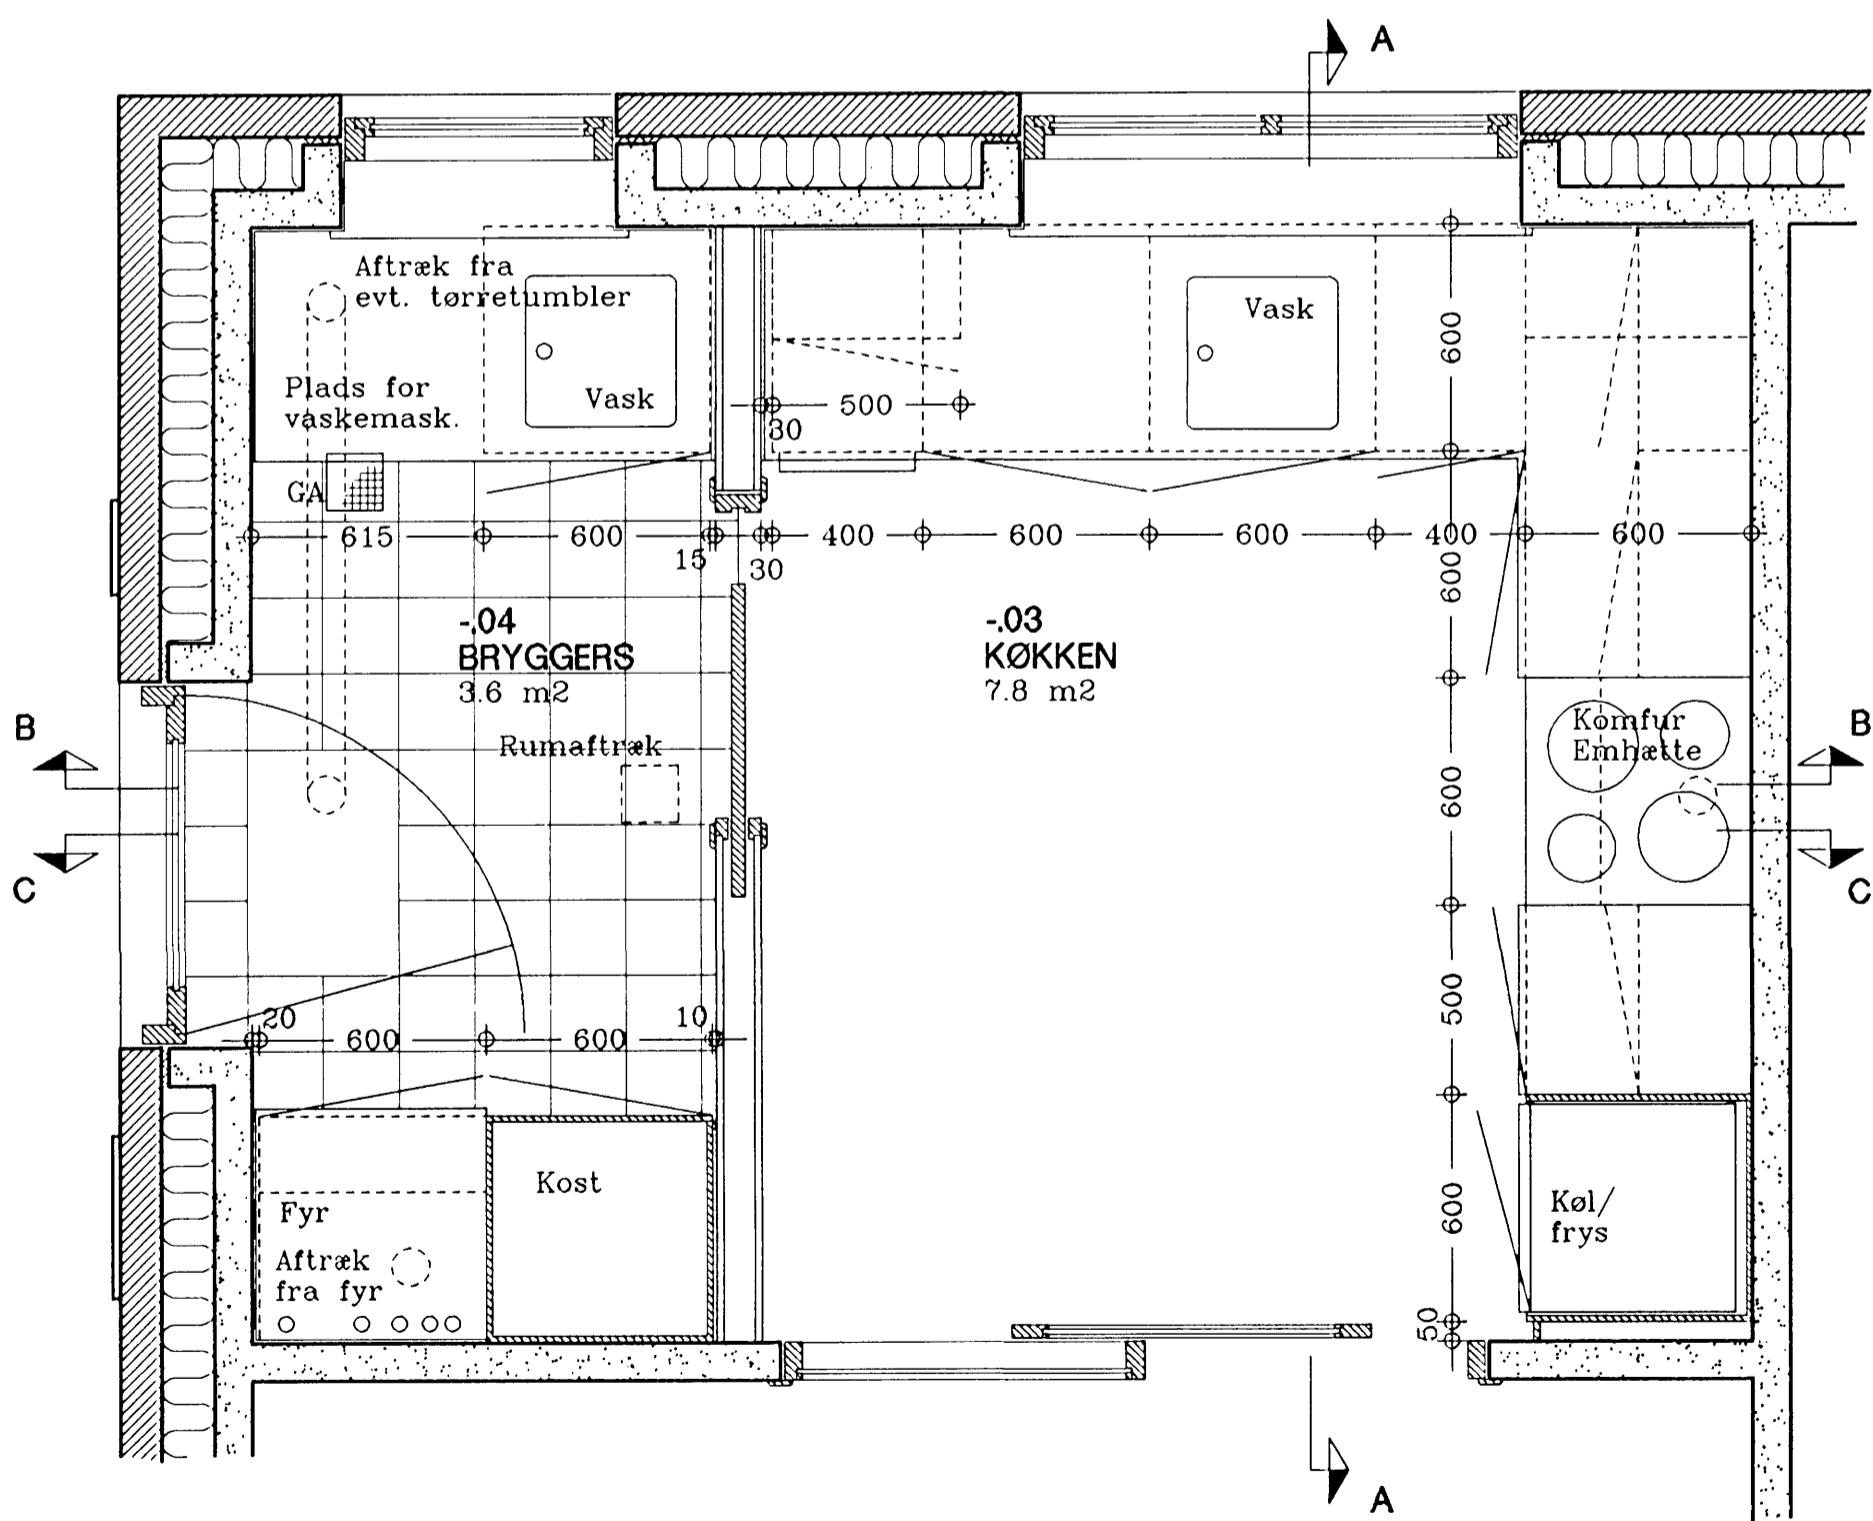 A
Aftræk fra
evt. tørretumbler
Vask
600
Plads for
vaskemask.
Vask
500
30
GA
615
600
15
30
400
600
600
400
600
600
-.04
BRYGGERS
3.6 m2
-.03
KØKKEN
7.8 m2
Komfur
Emhætte
B
B
Rumaftræk
600
C
C
20
600
600
10
500
Kost
Køl/
frys
600
Fyr
Aftræk
fra fyr
50
A